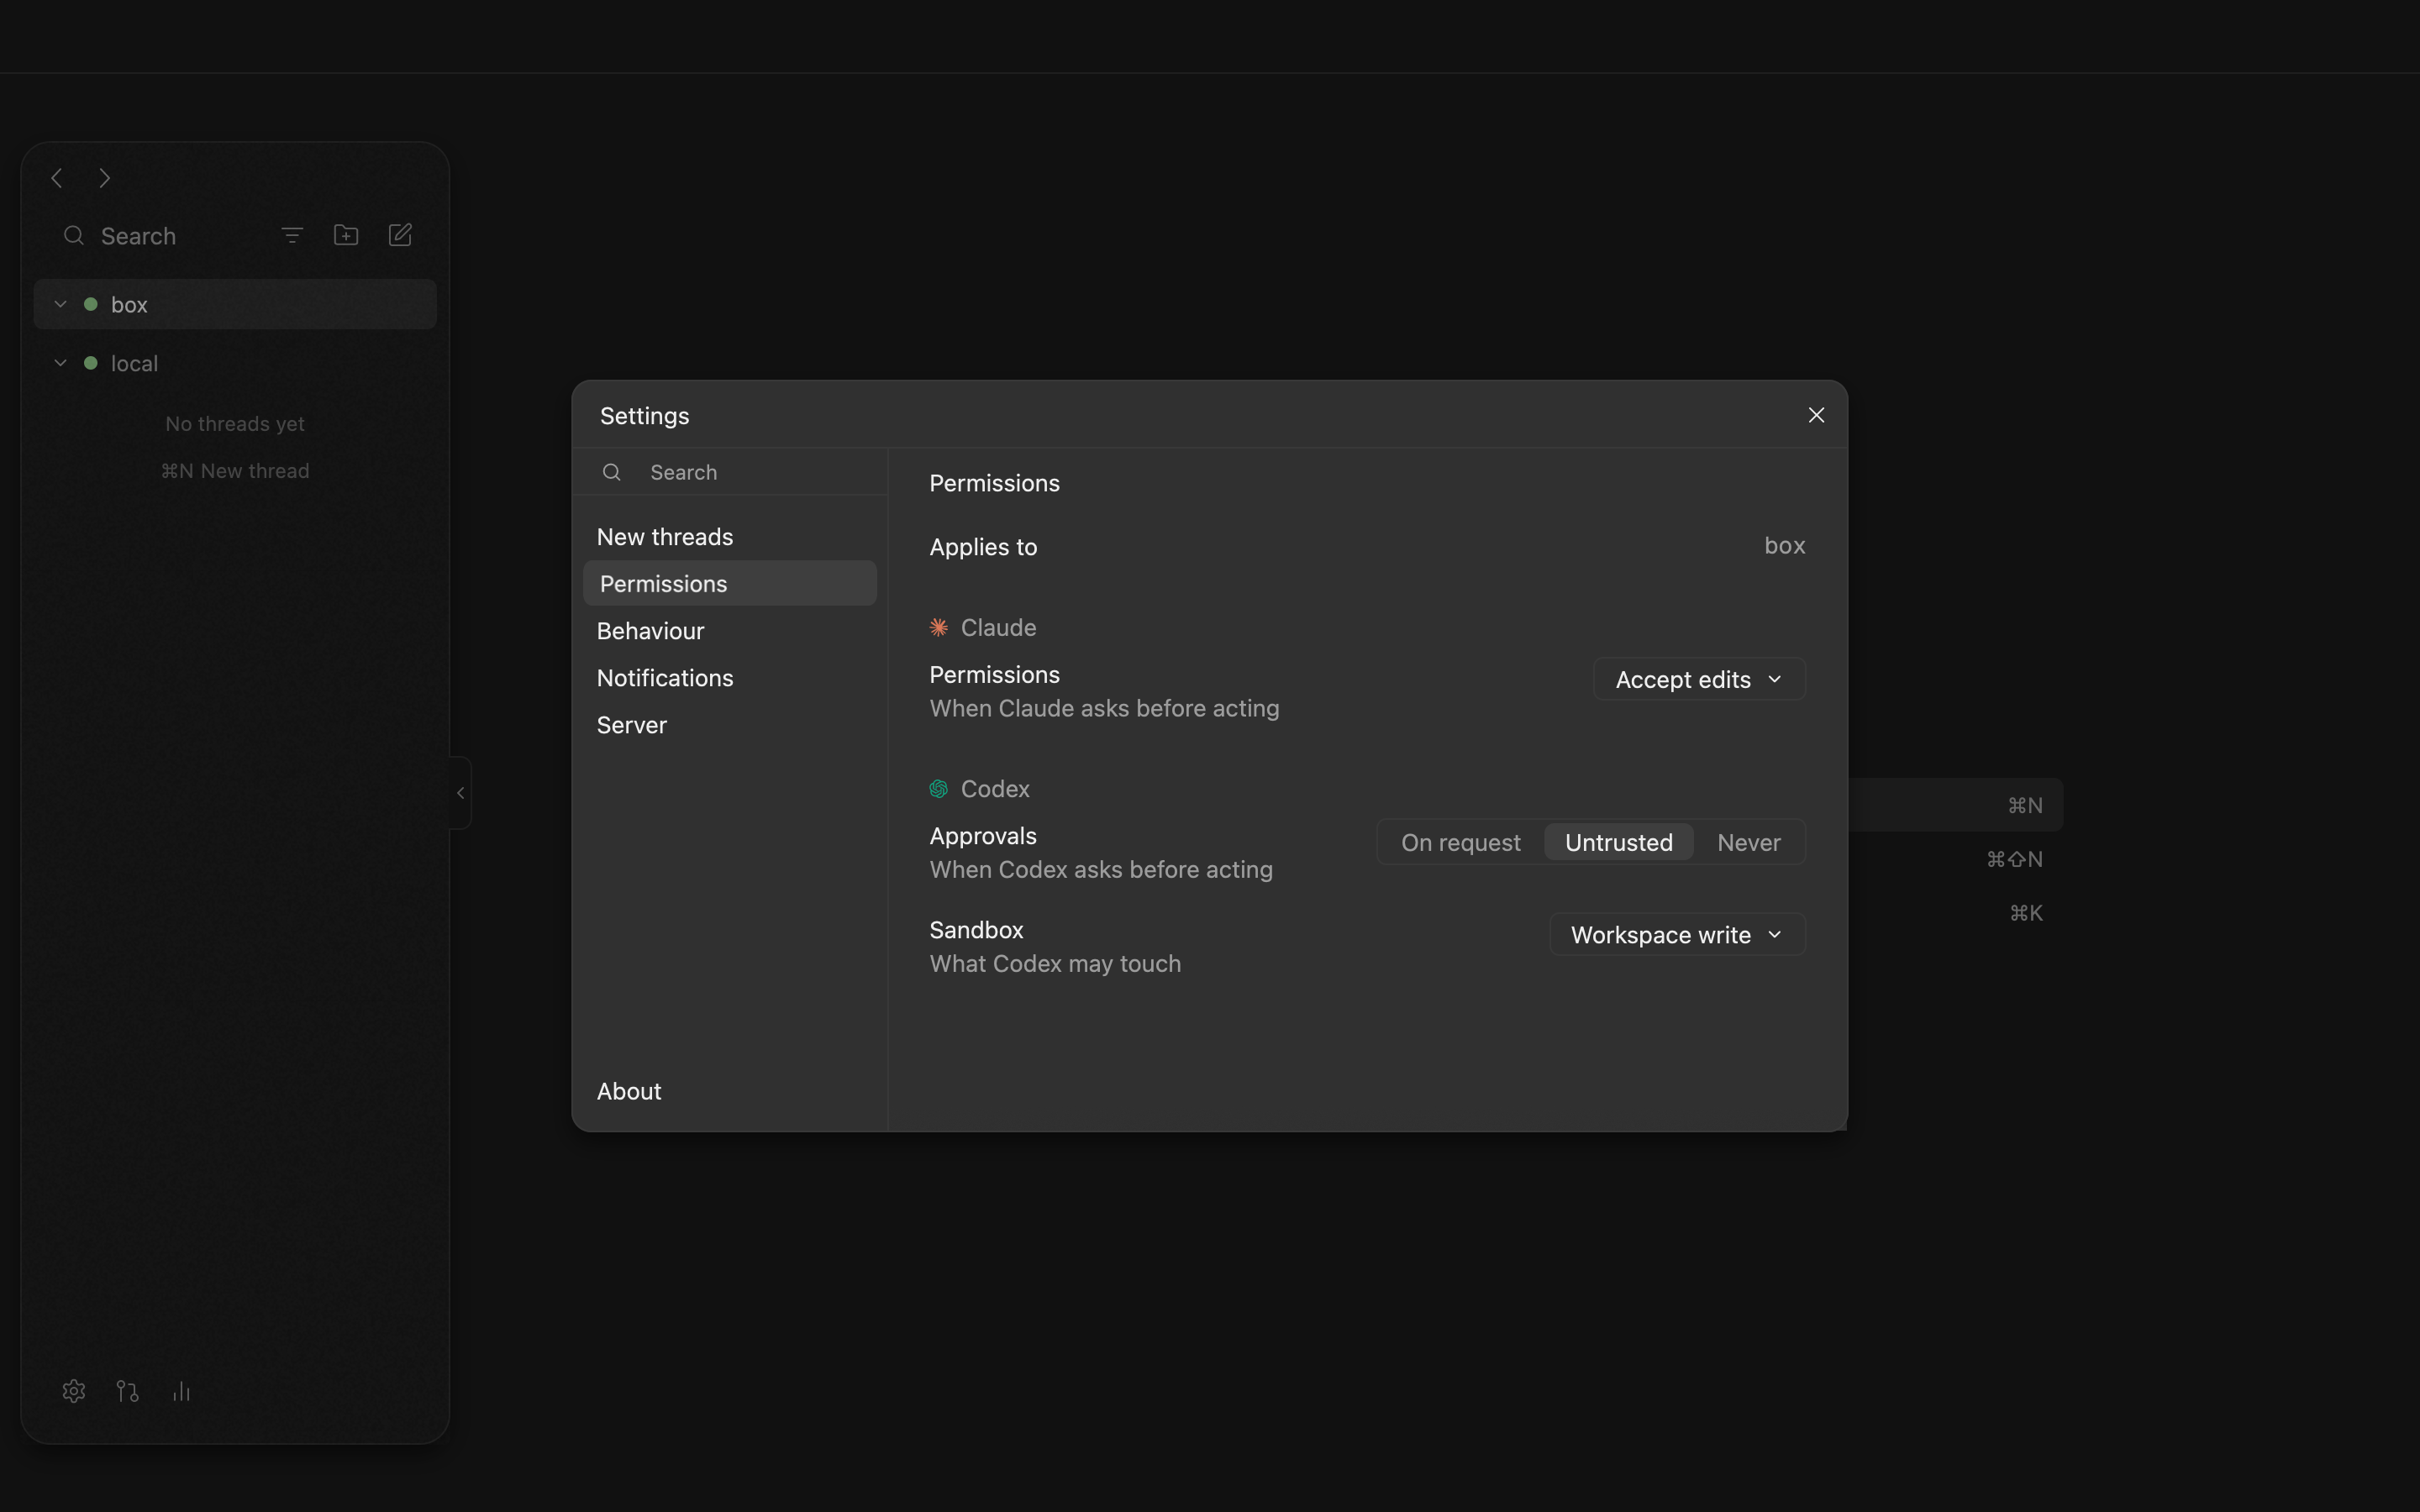 Search
box
local
No threads yet
⌘N New thread
Settings
Search
New threads
Permissions
Behaviour
Notifications
Server
About
Permissions
Applies to
box
Claude
Permissions
Accept edits
When Claude asks before acting
Codex
Approvals
On request Untrusted Never
When Codex asks before acting
Sandbox
Workspace write
What Codex may touch
⌘N
⌘⇧N
⌘K